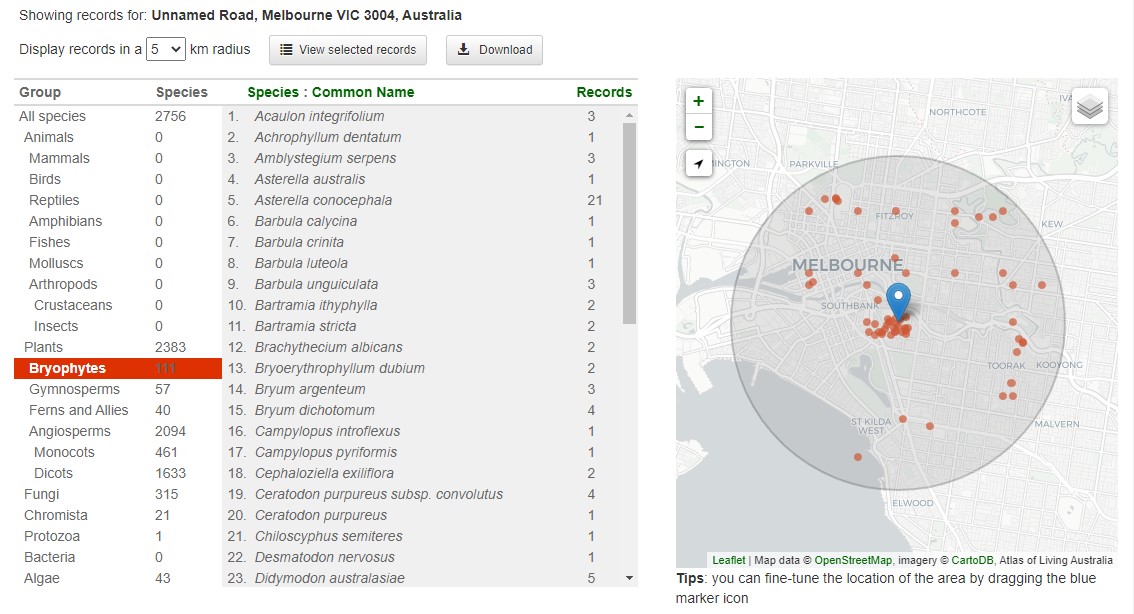 Showing records for: Unnamed Road, Melbourne VIC 3004, Australia
Display records in a 5 km radius View selected records Download
Group Species Species : Common Name Records
All species 2756 1. Acaulon integrifolium 3
Animals 0 2. Achrophyllum dentatum 1
Mammals 0 3. Amblystegium serpens 3
Birds 0 4. Asterella australis 1
Reptiles 0 5. Asterella conocephala 21
Amphibians 0 6. Barbula calycina 1
Fishes 0 7. Barbula crinita 1
Molluscs 0 8. Barbula luteola 1
Arthropods 0 9. Barbula unguiculata 3
Crustaceans 0 10. Bartramia ithyphylla 2
Insects 0 11. Bartramia stricta 2
Plants 2383 12. Brachythecium albicans 2
Bryophytes 111 13. Bryoerythrophyllum dubium 2
Gymnosperms 57 14. Bryum argenteum 3
Ferns and Allies 40 15. Bryum dichotomum 4
Angiosperms 2094 16. Campylopus introflexus 1
Monocots 461 17. Campylopus pyriformis 1
Dicots 1633 18. Cephaloziella exiliflora 2
Fungi 315 19. Ceratodon purpureus subsp. convolutus 4
Chromista 21 20. Ceratodon purpureus 1
Protozoa 1 21. Chiloscyphus semiteres 1
Bacteria 0 22. Desmatodon nervosus 1
Algae 43 23. Didymodon australasiae 5
+
−
NORTHCOTE
IVA
MINGTON
PARKVILLE
FITZROY
KEW
MELBOURNE
SOUTHBANK
TOORAK
KOOYONG
ST KILDA
WEST
MALVERN
ELWOOD
Leaflet | Map data © OpenStreetMap, imagery © CartoDB, Atlas of Living Australia
Tips: you can fine-tune the location of the area by dragging the blue
marker icon